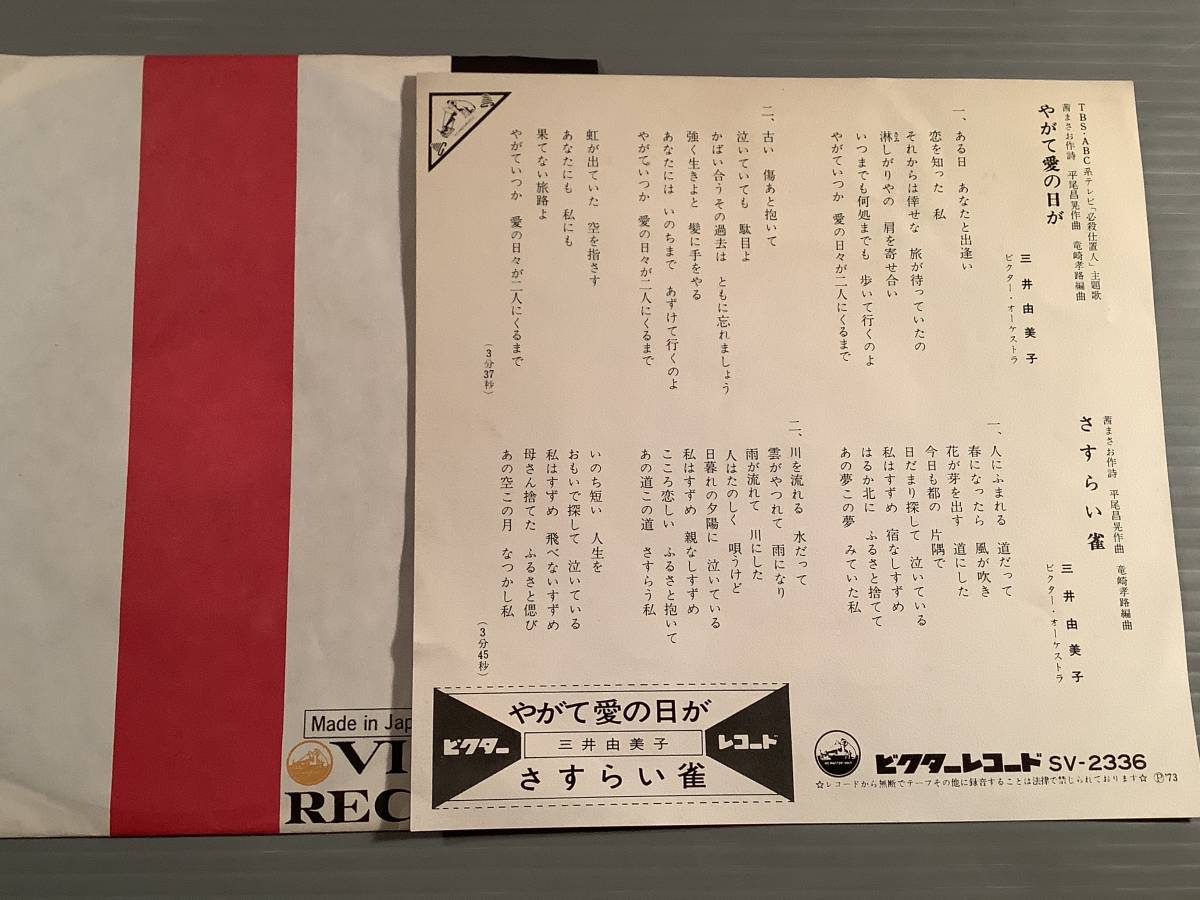 TBS・ABC系テレビ「必殺仕置人」主題歌
茜まさお作詩　平尾昌晃作曲　竜崎孝路編曲
やがて愛の日が
三井由美子
ビクター・オーケストラ
一、ある日　あなたと出逢い
恋を知った　私
それからは倖せな　旅が待っていたの
淋しがりやの　肩を寄せ合い
いつまでも何処までも　歩いて行くのよ
やがていつか　愛の日々が二人にくるまで
二、古い　傷あと抱いて
泣いていても　駄目よ
かばい合うその過去は　ともに忘れましょう
強く生きよと　髪に手をやる
あなたには　いのちまで　あずけて行くのよ
やがていつか　愛の日々が二人にくるまで
虹が出ていた　空を指さす
あなたにも　私にも
果てない旅路よ
やがていつか　愛の日々が二人にくるまで
(3分37秒)
さすらい雀
茜まさお作詩　平尾昌晃作曲　竜崎孝路編曲
三井由美子
ビクター・オーケストラ
一、人にふまれる　道だって
春になったら　風が吹き
花が芽を出す　道にした
今日も都の　片隅で
日だまり探して　泣いている
私はすずめ　宿なしすずめ
はるか北に　ふるさと捨てて
あの夢この夢　みていた私
二、川を流れる　水だって
雲がやつれて　雨になり
雨が流れて　川にした
人はたのしく　唄うけど
日暮れの夕陽に　泣いている
私はすずめ　親なしすずめ
こころ恋しい　ふるさと抱いて
あの道この道　さすらう私
いのち短い　人生を
おもいで探して　泣いている
私はすずめ　飛べないすずめ
母さん捨てた　ふるさと偲び
あの空この月　なつかし私
(3分45秒)
やがて愛の日が
ビクター　三井由美子　レコード
さすらい雀
ビクターレコード SV-2336
☆レコードから無断でテープその他に録音することは法律で禁じられております☆ Ⓟ'73
Made in Jap
VI
REC